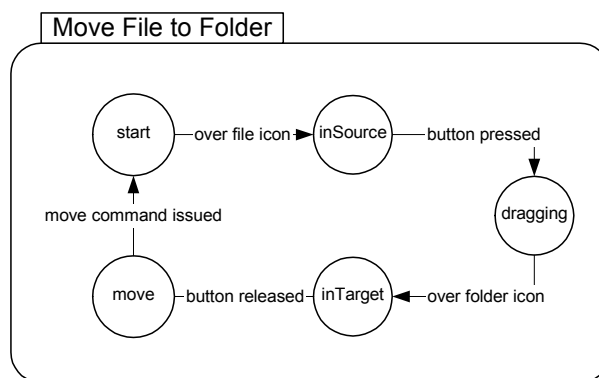 Move File to Folder
start
over file icon
inSource
button pressed
dragging
move command issued
move
button released
inTarget
over folder icon